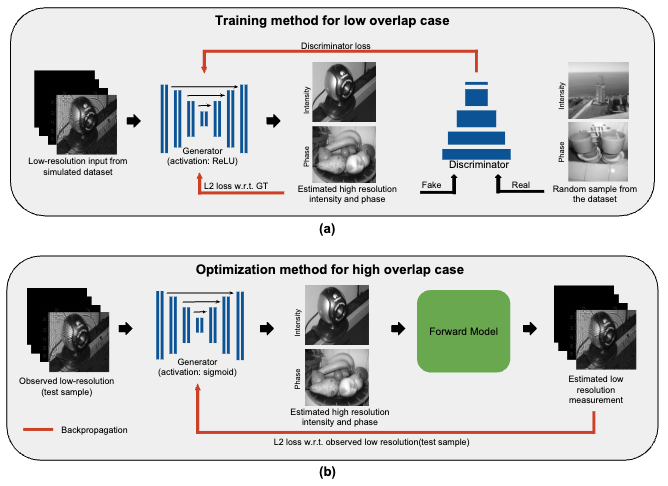 Training method for low overlap case
Discriminator loss
Intensity
Phase
Intensity
Phase
Low-resolution input from
simulated dataset
Generator
(activation: ReLU)
L2 loss w.r.t. GT
Estimated high resolution
intensity and phase
Discriminator
Fake
Real
Random sample from
the dataset
(a)
Optimization method for high overlap case
Intensity
Phase
Forward Model
Observed low-resolution
(test sample)
Generator
(activation: sigmoid)
Estimated high resolution
intensity and phase
Estimated low
resolution
measurement
Backpropagation
L2 loss w.r.t. observed low resolution(test sample)
(b)